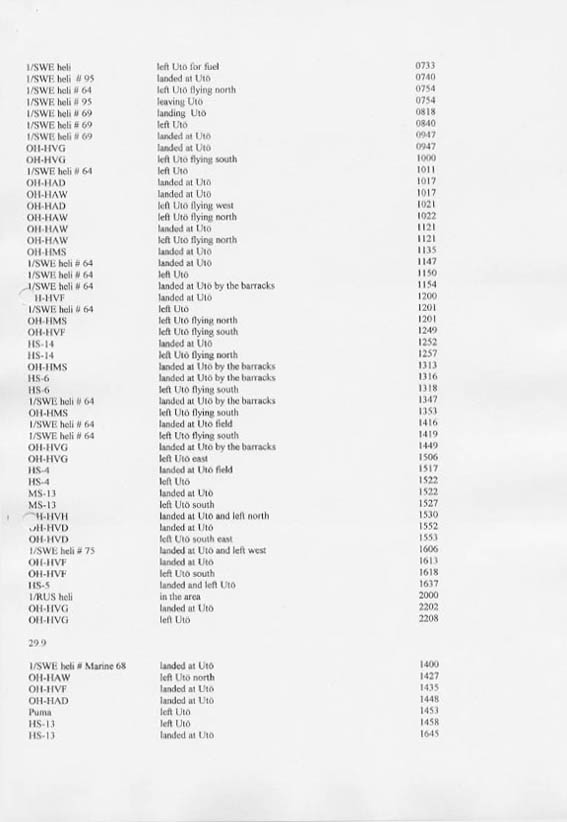 1/SWE heli left Utö for fuel 0733
1/SWE heli # 95 landed at Utö 0740
1/SWE heli # 64 left Utö flying north 0754
1/SWE heli # 95 leaving Utö 0754
1/SWE heli # 69 landing Utö 0818
1/SWE heli # 69 left Utö 0840
1/SWE heli # 69 landed at Utö 0947
OH-HVG landed at Utö 0947
OH-HVG left Utö flying south 1000
1/SWE heli # 64 left Utö 1011
OH-HAD landed at Utö 1017
OH-HAW landed at Utö 1017
OH-HAD left Utö flying west 1021
OH-HAW left Utö flying north 1022
OH-HAW landed at Utö 1121
OH-HAW left Utö flying north 1121
OH-HMS landed at Utö 1135
1/SWE heli # 64 landed at Utö 1147
1/SWE heli # 64 left Utö 1150
1/SWE heli # 64 landed at Utö by the barracks 1154
H-HVF landed at Utö 1200
1/SWE heli # 64 left Utö 1201
OH-HMS left Utö flying north 1201
OH-HVF left Utö flying south 1249
HS-14 landed at Utö 1252
HS-14 left Utö flying north 1257
OH-HMS landed at Utö by the barracks 1313
HS-6 landed at Utö by the barracks 1316
HS-6 left Utö flying south 1318
1/SWE heli # 64 landed at Utö by the barracks 1347
OH-HMS left Utö flying south 1353
1/SWE heli # 64 landed at Utö field 1416
1/SWE heli # 64 left Utö flying south 1419
OH-HVG landed at Utö by the barracks 1449
OH-HVG left Utö east 1506
HS-4 landed at Utö field 1517
HS-4 left Utö 1522
MS-13 landed at Utö 1522
MS-13 left Utö south 1527
H-HVH landed at Utö and left north 1530
OH-HVD landed at Utö 1552
OH-HVD left Utö south east 1553
1/SWE heli # 75 landed at Utö and left west 1606
OH-HVF landed at Utö 1613
OH-HVF left Utö south 1618
HS-5 landed and left Utö 1637
1/RUS heli in the area 2000
OH-HVG landed at Utö 2202
OH-HVG left Utö 2208
29.9
1/SWE heli # Marine 68 landed at Utö 1400
OH-HAW left Utö north 1427
OH-HVF landed at Utö 1435
OH-HAD landed at Utö 1448
Puma left Utö 1453
HS-13 left Utö 1458
HS-13 landed at Utö 1645